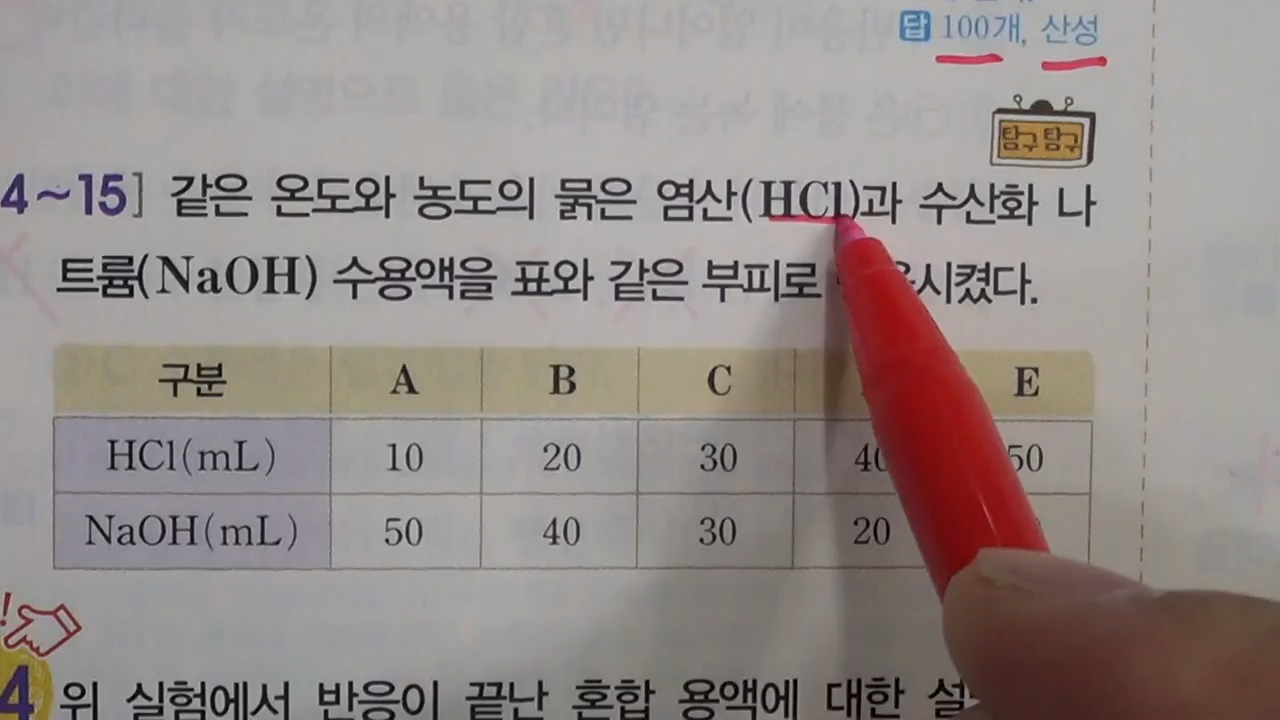 답 100개, 산성
탐구 탐구
4~15] 같은 온도와 농도의 묽은 염산(HCl)과 수산화 나
트륨(NaOH) 수용액을 표와 같은 부피로
구분 A B C E
HCl(mL) 10 20 30 40 50
NaOH(mL) 50 40 30 20
4 위 실험에서 반응이 끝난 혼합 용액에 대한